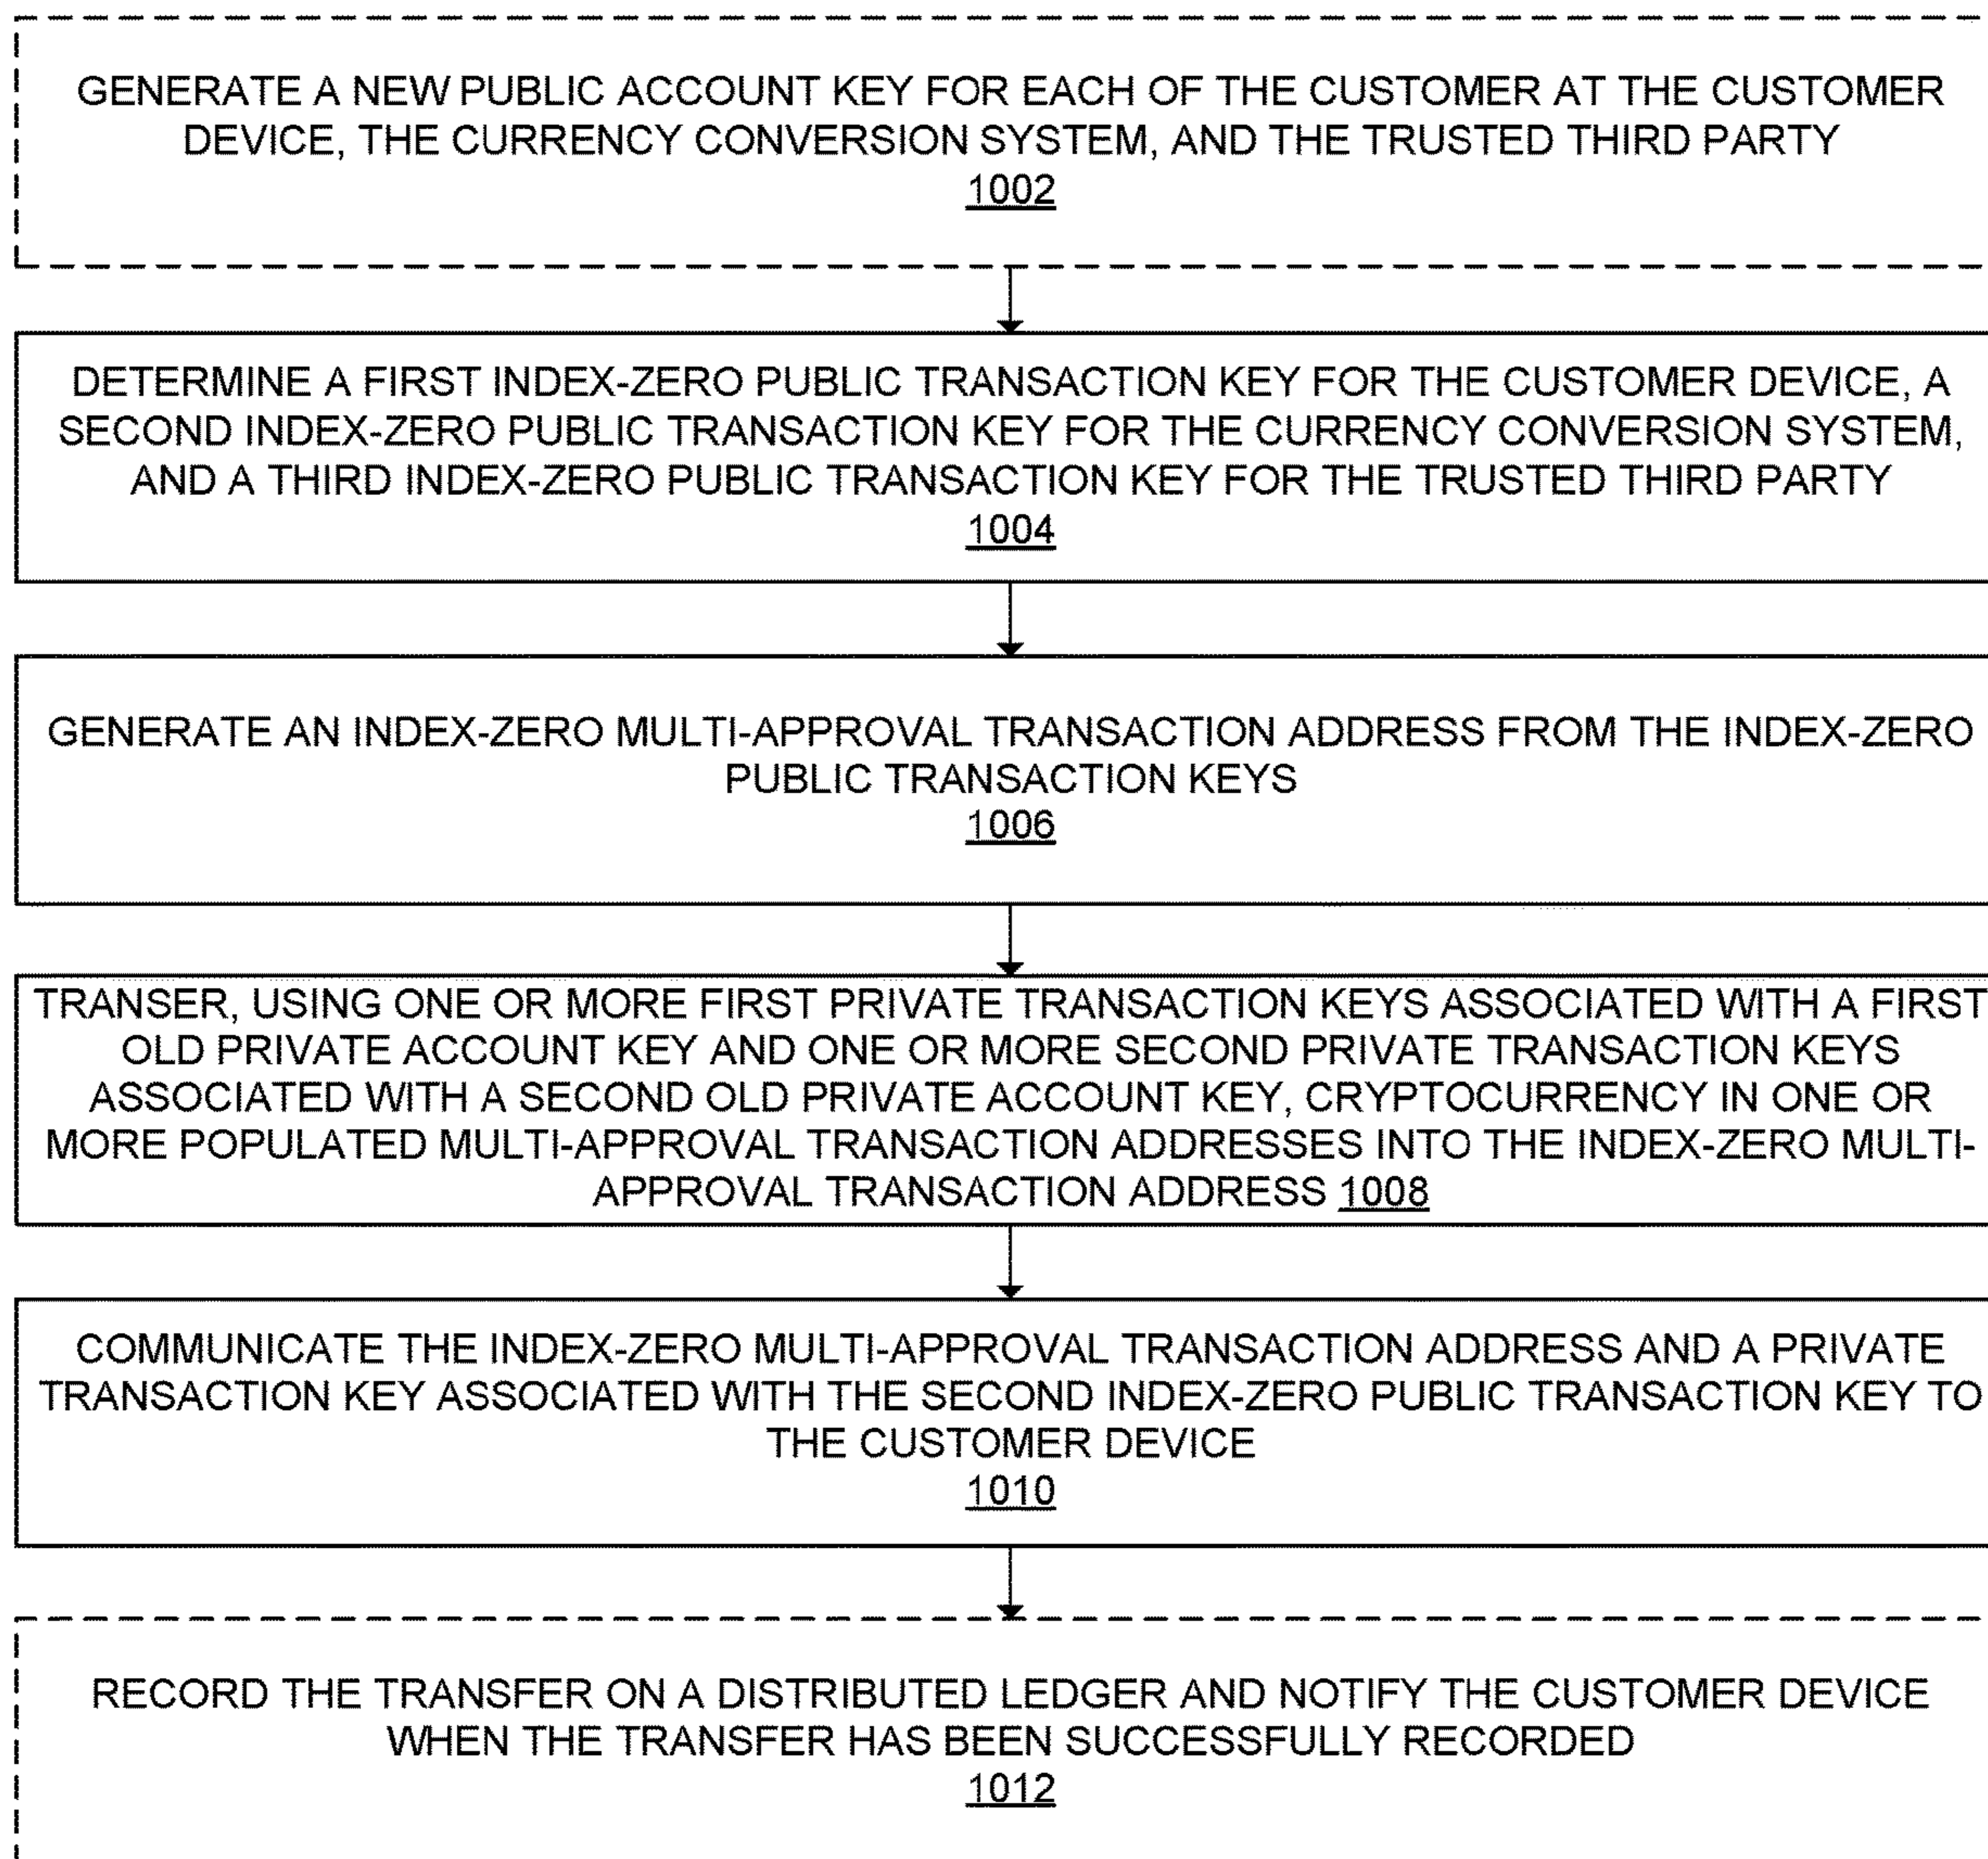 GENERATE A NEW PUBLIC ACCOUNT KEY FOR EACH OF THE CUSTOMER AT THE CUSTOMER
DEVICE, THE CURRENCY CONVERSION SYSTEM, AND THE TRUSTED THIRD PARTY
1002
DETERMINE A FIRST INDEX-ZERO PUBLIC TRANSACTION KEY FOR THE CUSTOMER DEVICE, A
SECOND INDEX-ZERO PUBLIC TRANSACTION KEY FOR THE CURRENCY CONVERSION SYSTEM,
AND A THIRD INDEX-ZERO PUBLIC TRANSACTION KEY FOR THE TRUSTED THIRD PARTY
1004
GENERATE AN INDEX-ZERO MULTI-APPROVAL TRANSACTION ADDRESS FROM THE INDEX-ZERO
PUBLIC TRANSACTION KEYS
1006
TRANSER, USING ONE OR MORE FIRST PRIVATE TRANSACTION KEYS ASSOCIATED WITH A FIRST
OLD PRIVATE ACCOUNT KEY AND ONE OR MORE SECOND PRIVATE TRANSACTION KEYS
ASSOCIATED WITH A SECOND OLD PRIVATE ACCOUNT KEY, CRYPTOCURRENCY IN ONE OR
MORE POPULATED MULTI-APPROVAL TRANSACTION ADDRESSES INTO THE INDEX-ZERO MULTI-
APPROVAL TRANSACTION ADDRESS 1008
COMMUNICATE THE INDEX-ZERO MULTI-APPROVAL TRANSACTION ADDRESS AND A PRIVATE
TRANSACTION KEY ASSOCIATED WITH THE SECOND INDEX-ZERO PUBLIC TRANSACTION KEY TO
THE CUSTOMER DEVICE
1010
RECORD THE TRANSFER ON A DISTRIBUTED LEDGER AND NOTIFY THE CUSTOMER DEVICE
WHEN THE TRANSFER HAS BEEN SUCCESSFULLY RECORDED
1012